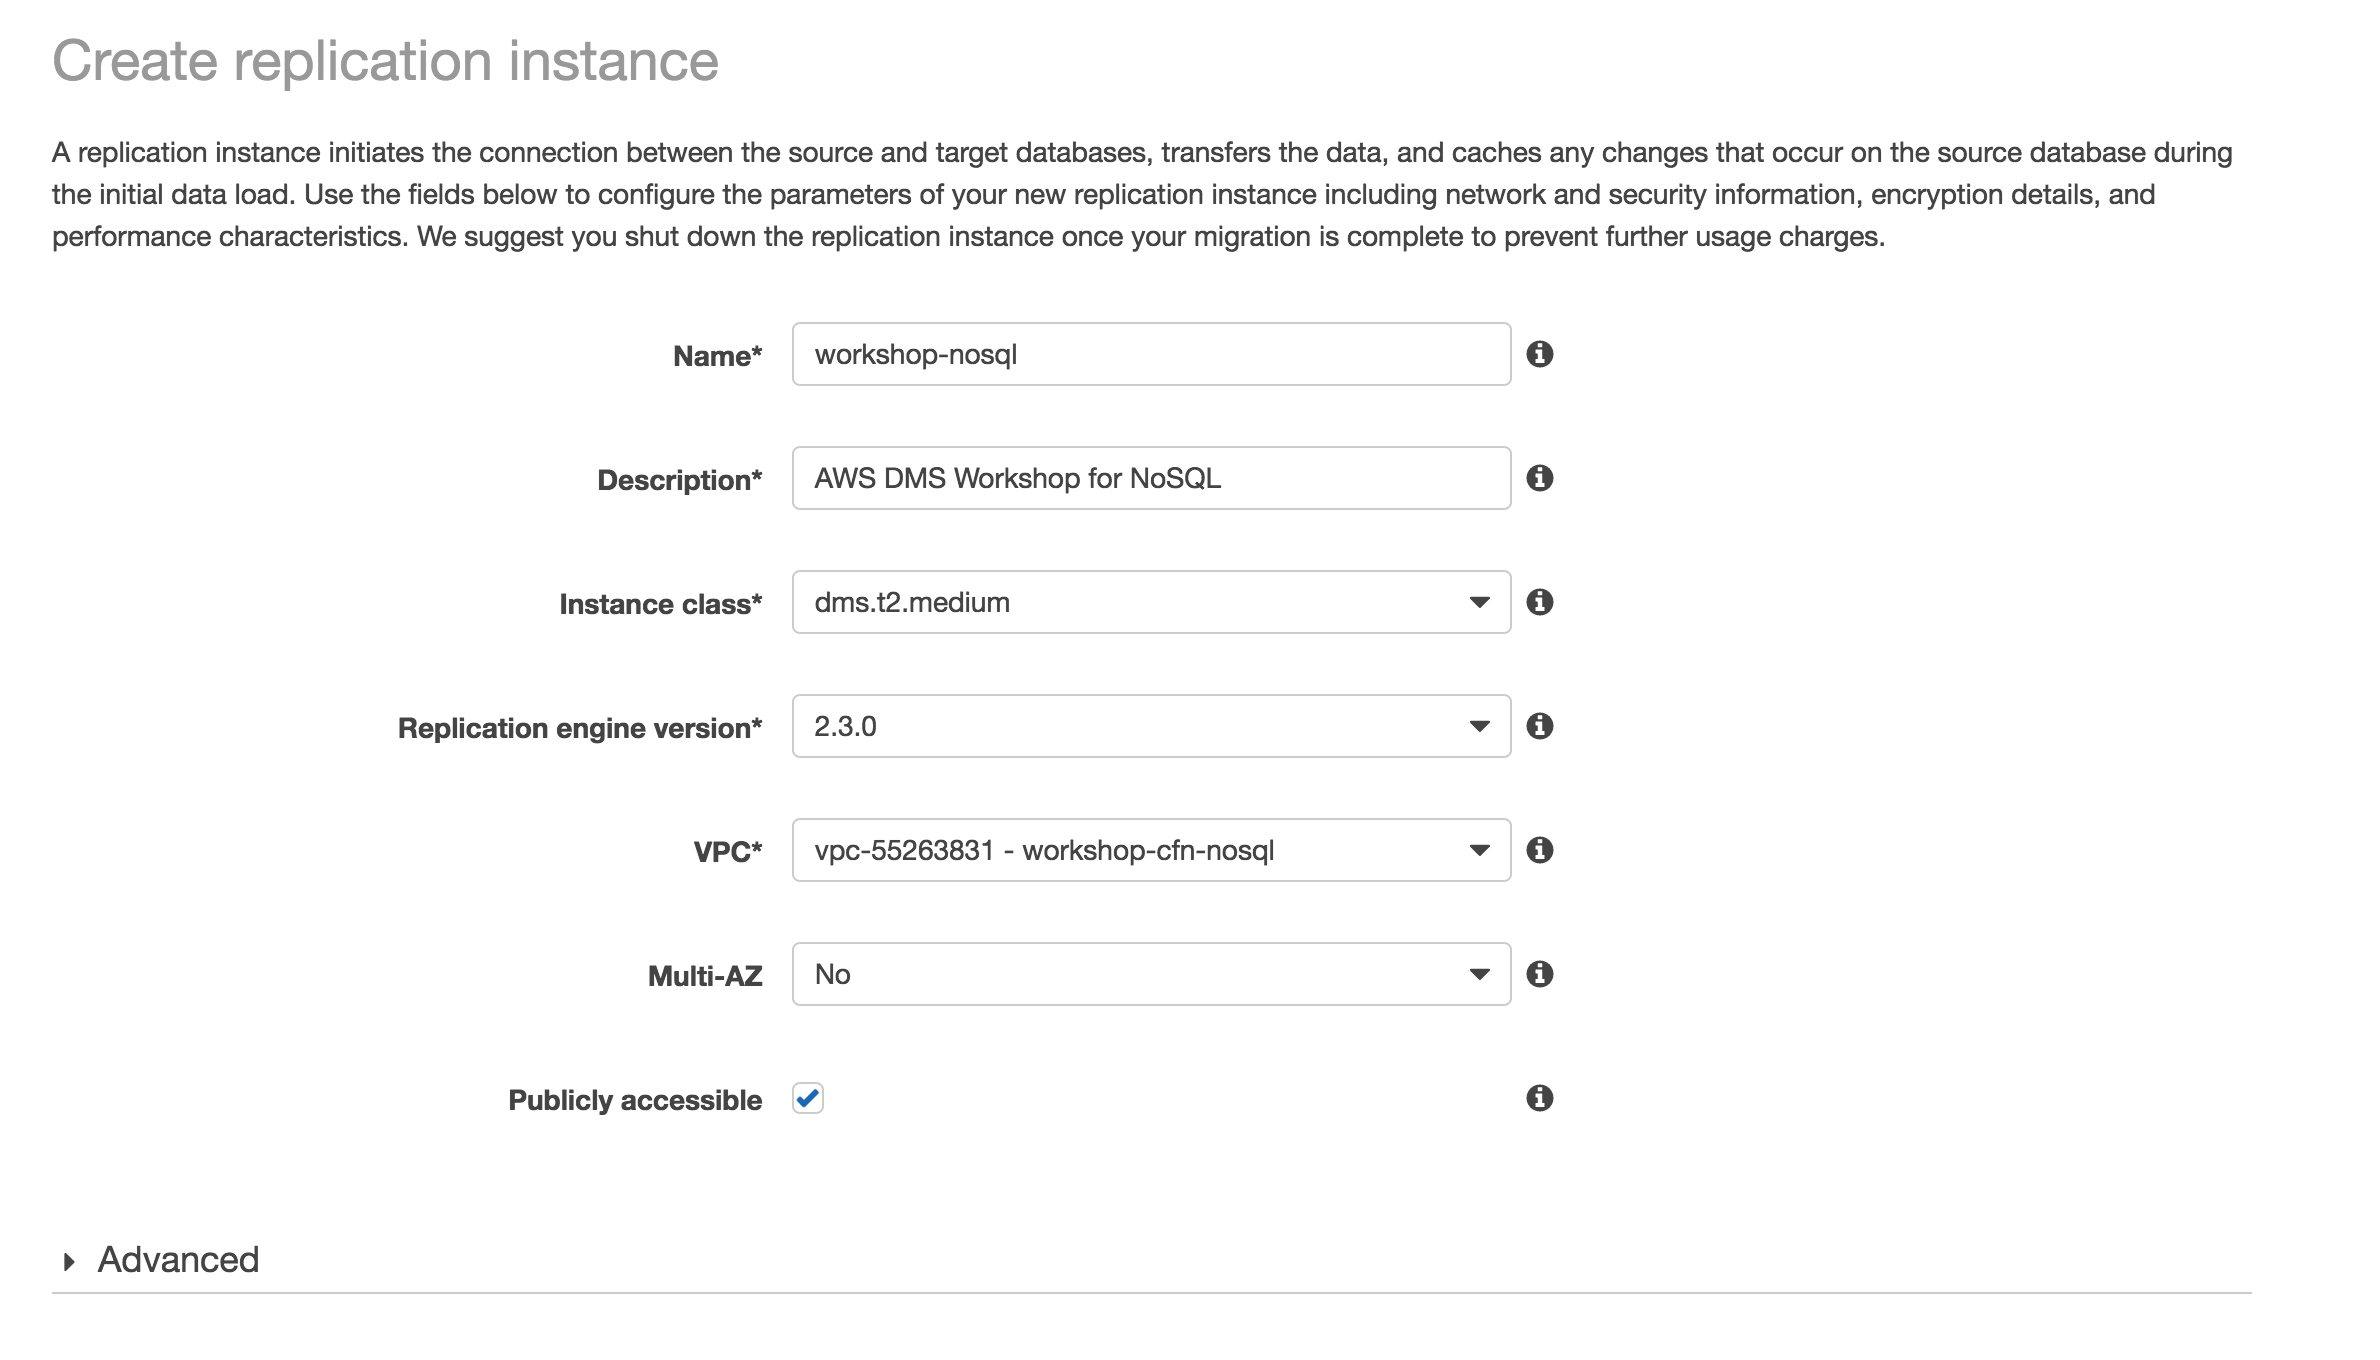 Create replication instance
A replication instance initiates the connection between the source and target databases, transfers the data, and caches any changes that occur on the source database during
the initial data load. Use the fields below to configure the parameters of your new replication instance including network and security information, encryption details, and
performance characteristics. We suggest you shut down the replication instance once your migration is complete to prevent further usage charges.
Name* workshop-nosql
Description* AWS DMS Workshop for NoSQL
Instance class* dms.t2.medium
Replication engine version* 2.3.0
VPC* vpc-55263831 - workshop-cfn-nosql
Multi-AZ No
Publicly accessible
Advanced